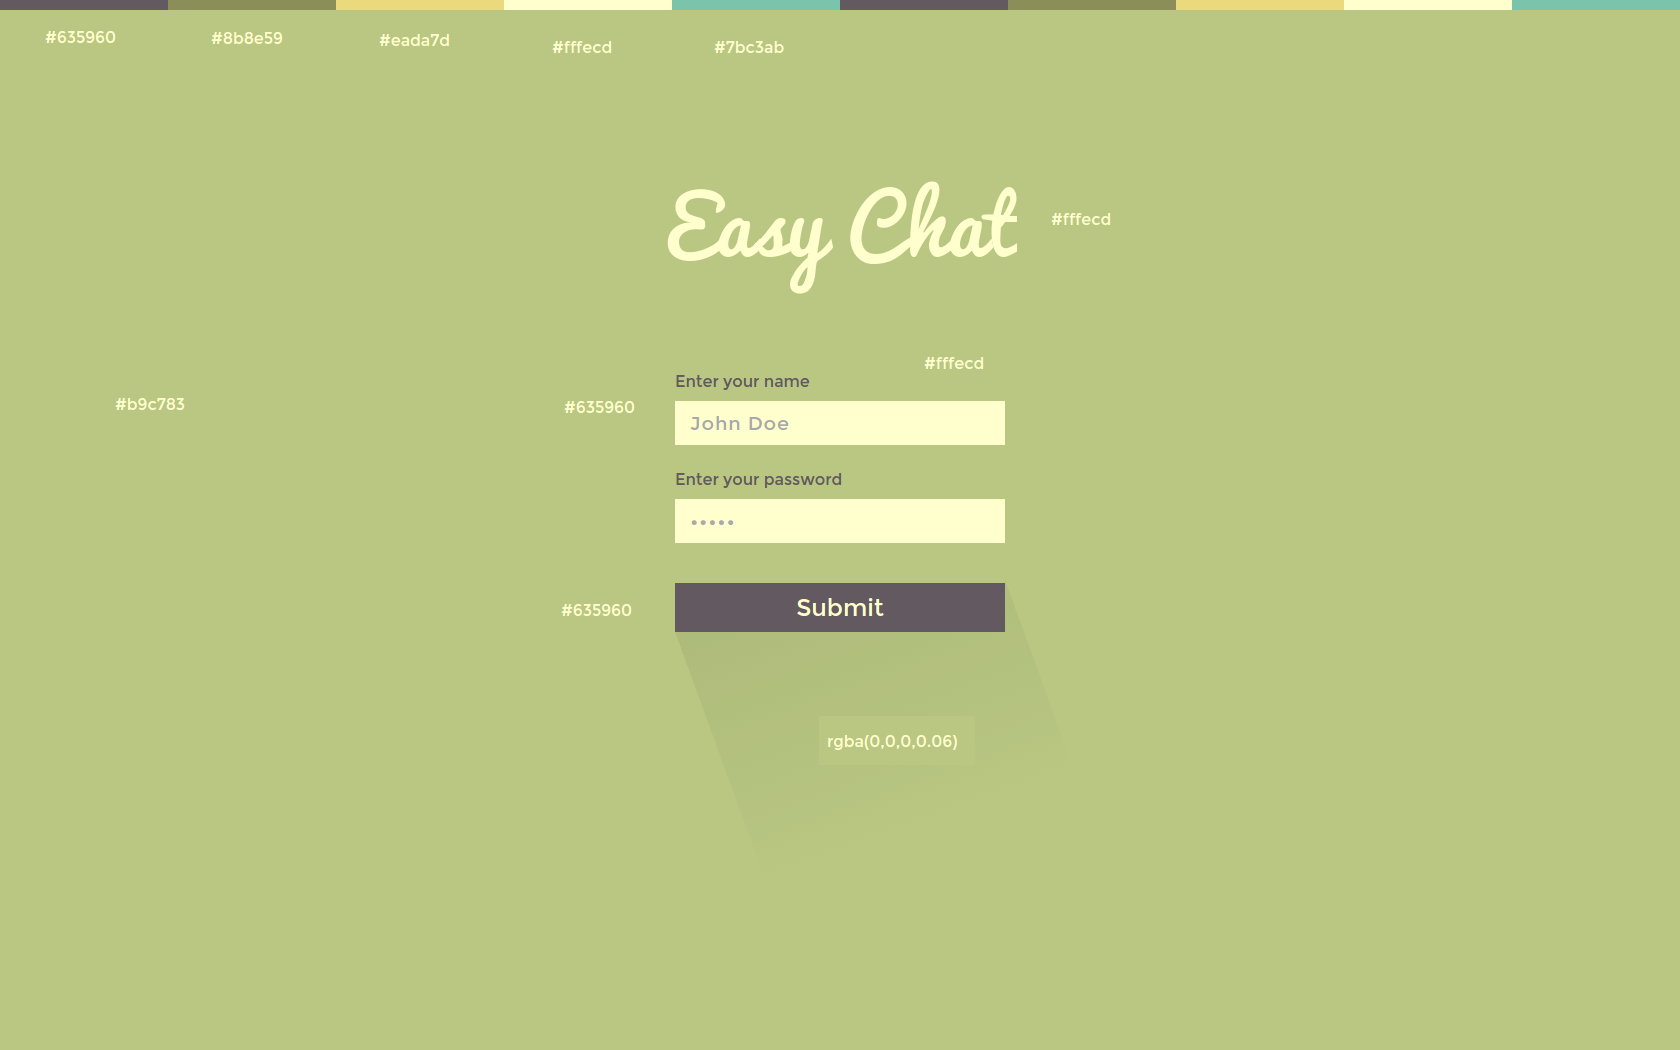 #635960 #8b8e59 #eada7d #fffecd #7bc3ab
Easy Chat #fffecd
#fffecd
Enter your name
#b9c783 #635960
John Doe
Enter your password
•••••
Submit
#635960
rgba(0,0,0,0.06)